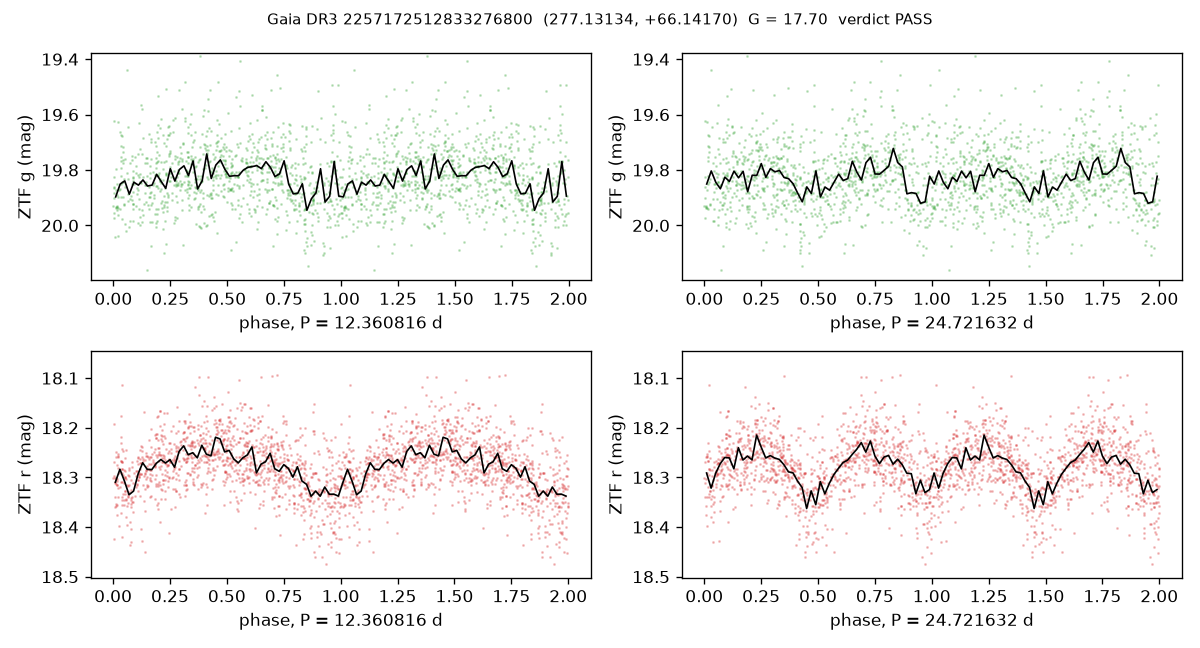 Gaia DR3 2257172512833276800 (277.13134, +66.14170) G = 17.70 verdict PASS
ZTF g (mag)
19.4
19.6
19.8
20.0
0.00 0.25 0.50 0.75 1.00 1.25 1.50 1.75 2.00
phase, P = 12.360816 d
ZTF g (mag)
19.4
19.6
19.8
20.0
0.00 0.25 0.50 0.75 1.00 1.25 1.50 1.75 2.00
phase, P = 24.721632 d
ZTF r (mag)
18.1
18.2
18.3
18.4
18.5
0.00 0.25 0.50 0.75 1.00 1.25 1.50 1.75 2.00
phase, P = 12.360816 d
ZTF r (mag)
18.1
18.2
18.3
18.4
18.5
0.00 0.25 0.50 0.75 1.00 1.25 1.50 1.75 2.00
phase, P = 24.721632 d